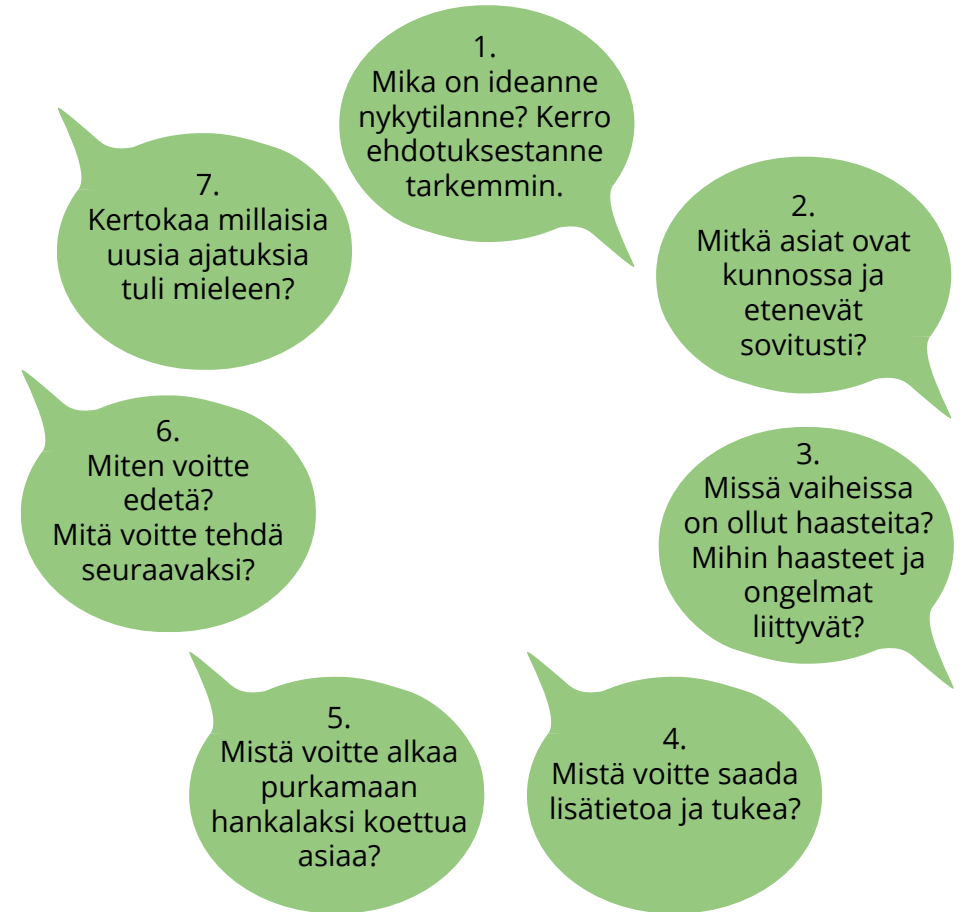 1.
Mika on ideanne
nykytilanne? Kerro
ehdotuksestanne
tarkemmin.
2.
Mitkä asiat ovat
kunnossa ja
etenevät
sovitusti?
3.
Missä vaiheissa
on ollut haasteita?
Mihin haasteet ja
ongelmat
liittyvät?
4.
Mistä voitte saada
lisätietoa ja tukea?
5.
Mistä voitte alkaa
purkamaan
hankalaksi koettua
asiaa?
6.
Miten voitte
edetä?
Mitä voitte tehdä
seuraavaksi?
7.
Kertokaa millaisia
uusia ajatuksia
tuli mieleen?